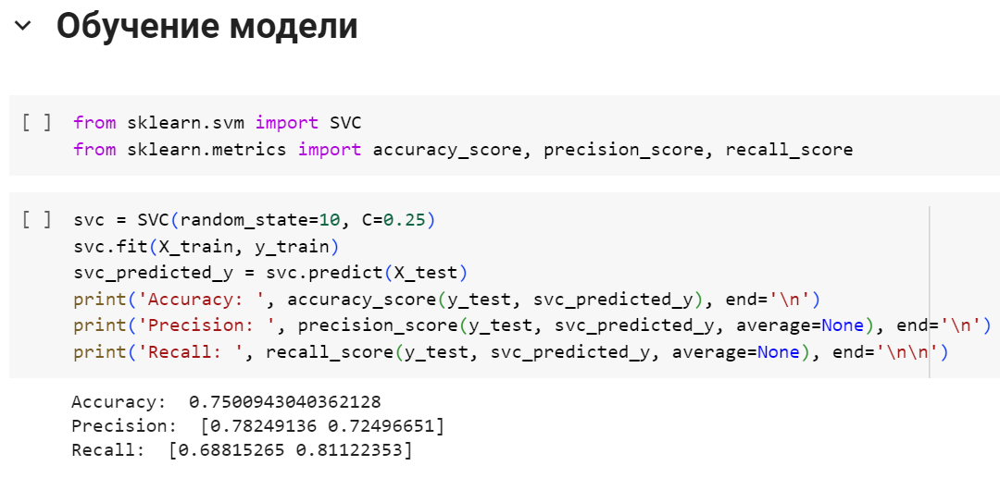 Обучение модели
[ ] from sklearn.svm import SVC
from sklearn.metrics import accuracy_score, precision_score, recall_score
[ ] svc = SVC(random_state=10, C=0.25)
svc.fit(X_train, y_train)
svc_predicted_y = svc.predict(X_test)
print('Accuracy: ', accuracy_score(y_test, svc_predicted_y), end='\n')
print('Precision: ', precision_score(y_test, svc_predicted_y, average=None), end='\n')
print('Recall: ', recall_score(y_test, svc_predicted_y, average=None), end='\n\n')
Accuracy:  0.7500943040362128
Precision:  [0.78249136 0.72496651]
Recall:  [0.68815265 0.81122353]